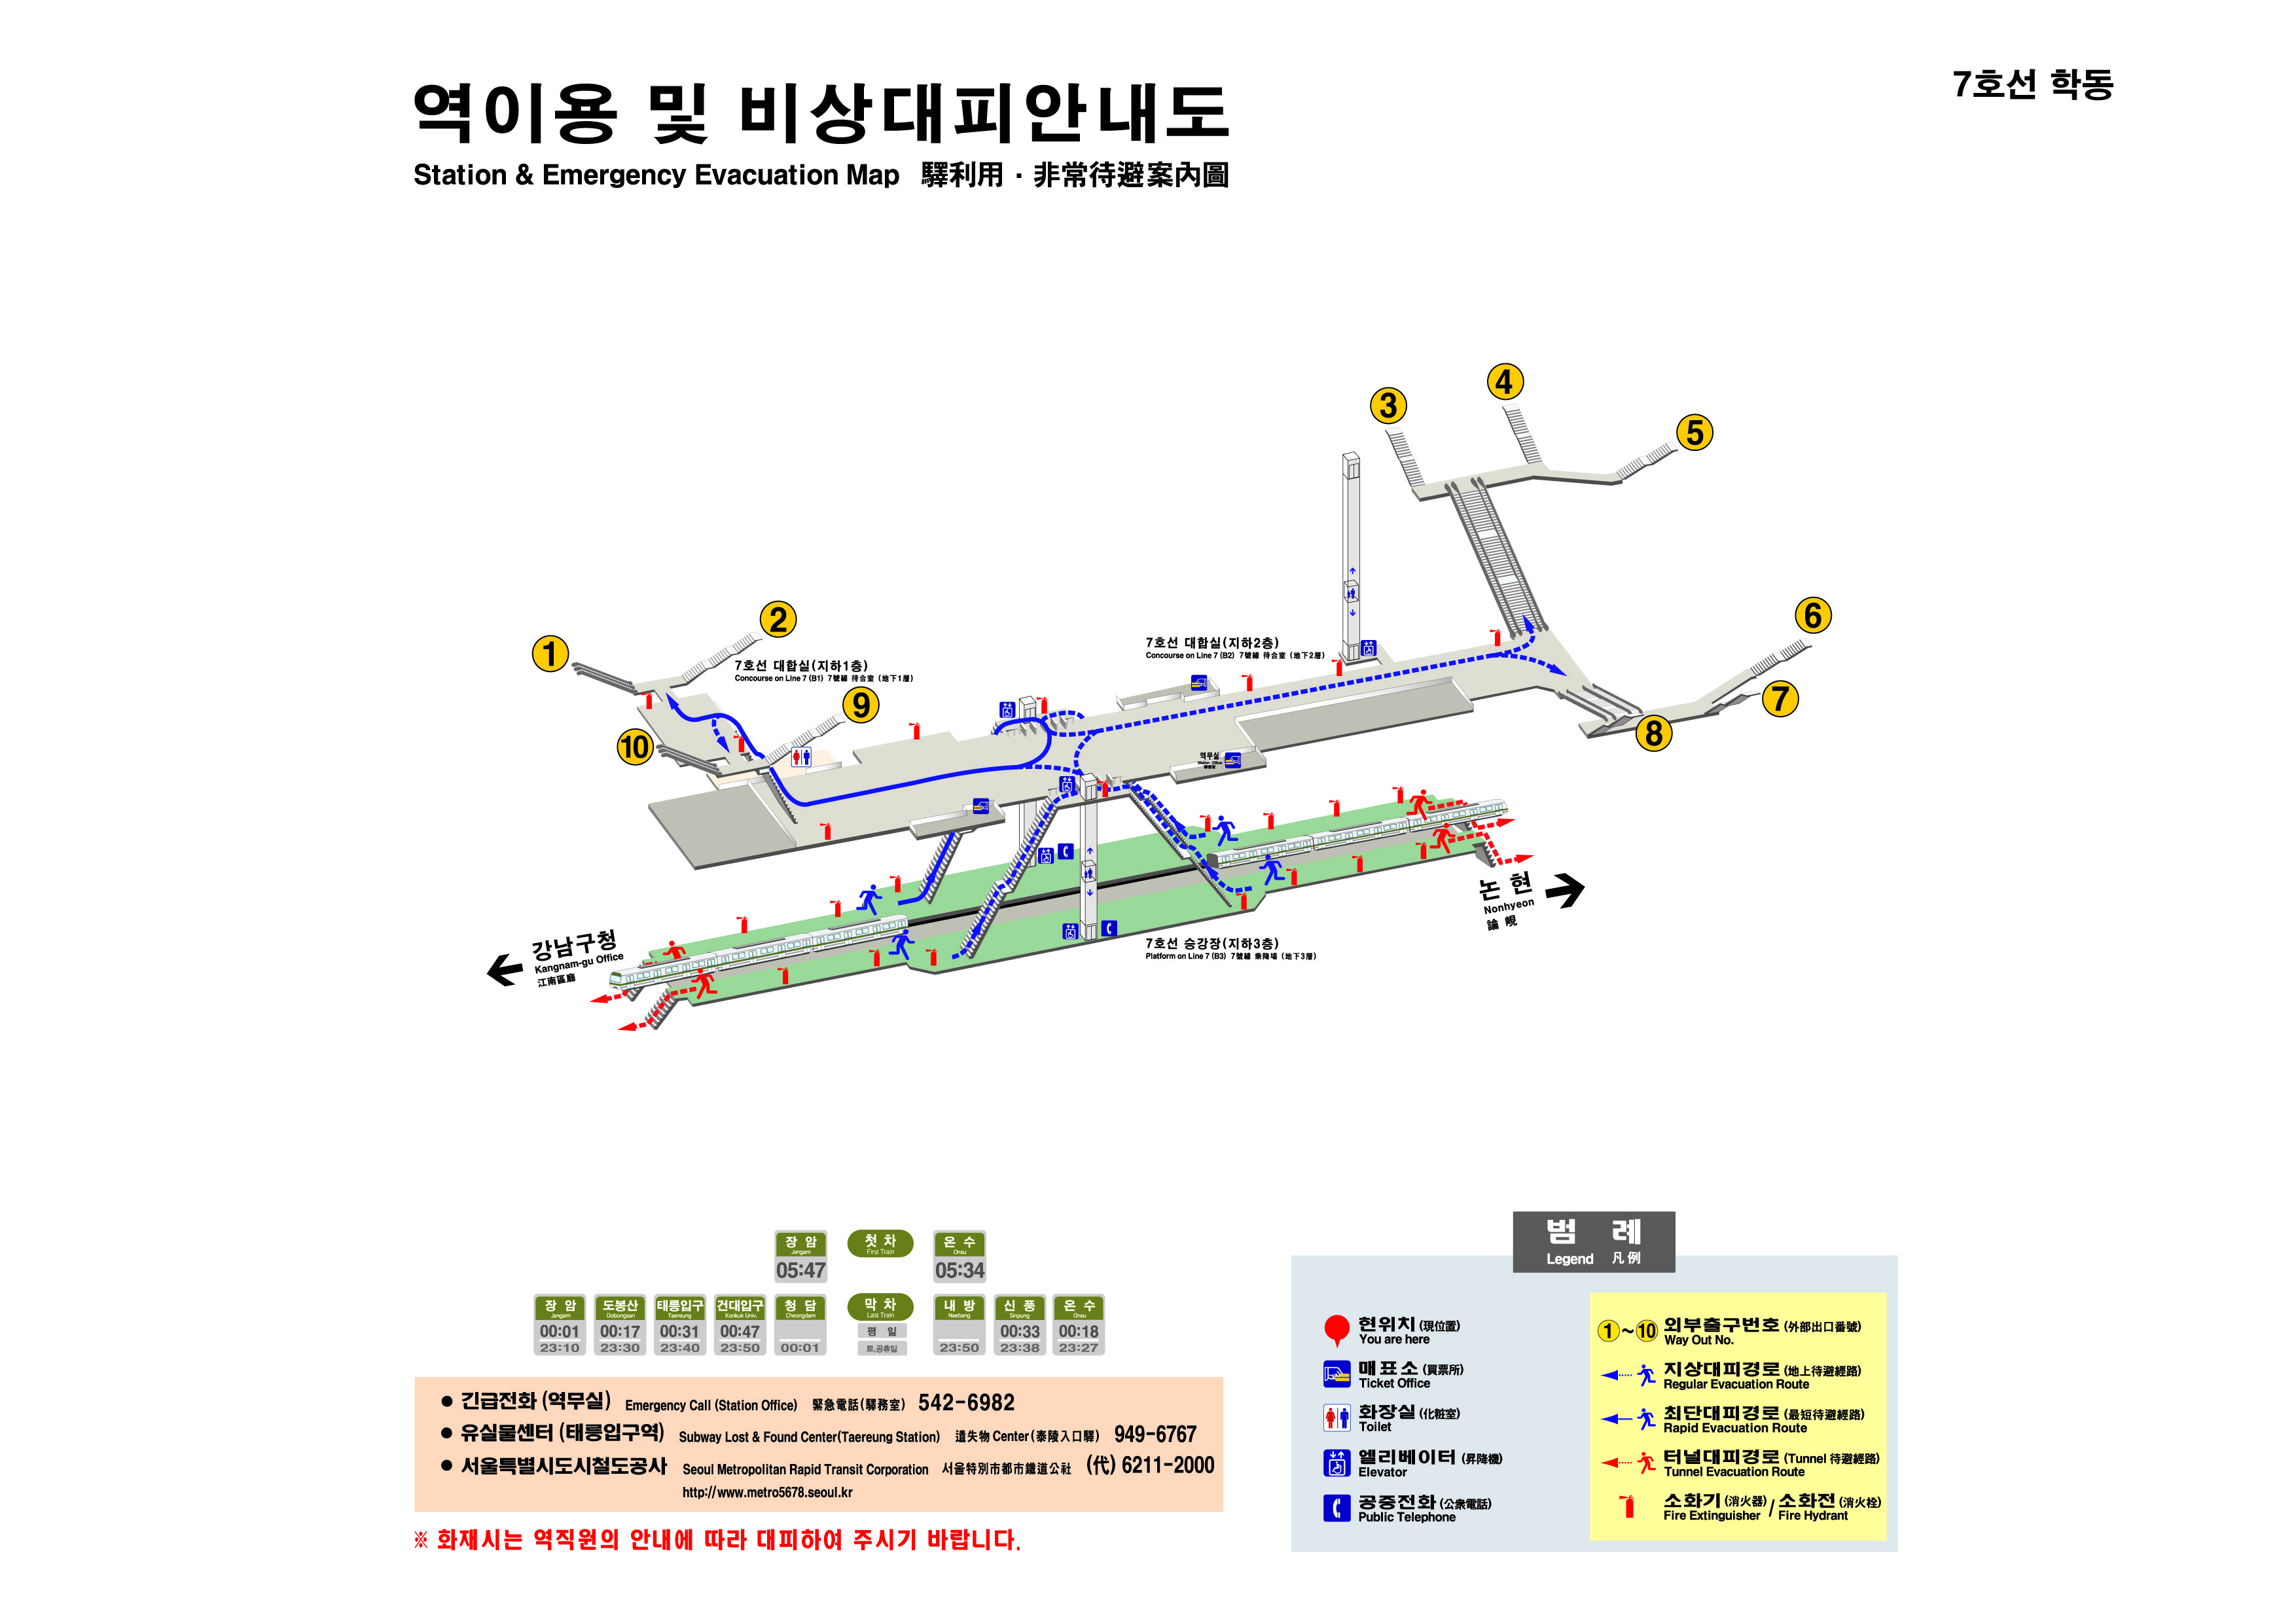 역이용 및 비상대피안내도
Station & Emergency Evacuation Map 驛利用 · 非常待避案內圖
7호선 학동
3
4
5
1
2
7호선 대합실(지하1층)
Concourse on Line 7 (B1) 7號線 待合室 (地下1層)
7호선 대합실(지하2층)
Concourse on Line 7 (B2) 7號線 待合室 (地下2層)
6
7
8
9
10
역무실
Station Office
驛務室
논현
Nonhyeon
論峴
강남구청
Kangnam-gu Office
江南區廳
7호선 승강장(지하3층)
Platform on Line 7 (B3) 7號線 乘降場 (地下3層)
장암 첫차 온수
Jangam First Train Onsu
05:47 05:34
장암 도봉산 태릉입구 건대입구 청담 막차 내방 신풍 온수
Jangam Dobongsan Taereung Konkuk Univ. Cheongdam Last Train Naebang Sinpung Onsu
00:01 00:17 00:31 00:47 평일 00:33 00:18
23:10 23:30 23:40 23:50 00:01 토,공휴일 23:50 23:38 23:27
● 긴급전화 (역무실) Emergency Call (Station Office) 緊急電話(驛務室) 542-6982
● 유실물센터 (태릉입구역) Subway Lost & Found Center(Taereung Station) 遺失物 Center(泰陵入口驛) 949-6767
● 서울특별시도시철도공사 Seoul Metropolitan Rapid Transit Corporation 서울特別市都市鐵道公社 (代) 6211-2000
http://www.metro5678.seoul.kr
※ 화재시는 역직원의 안내에 따라 대피하여 주시기 바랍니다.
범례
Legend 凡例
현위치 (現位置)
You are here
매표소 (買票所)
Ticket Office
화장실 (化粧室)
Toilet
엘리베이터 (昇降機)
Elevator
공중전화 (公衆電話)
Public Telephone
1~10 외부출구번호 (外部出口番號)
Way Out No.
지상대피경로 (地上待避經路)
Regular Evacuation Route
최단대피경로 (最短待避經路)
Rapid Evacuation Route
터널대피경로 (Tunnel 待避經路)
Tunnel Evacuation Route
소화기 (消火器) / 소화전 (消火栓)
Fire Extinguisher / Fire Hydrant